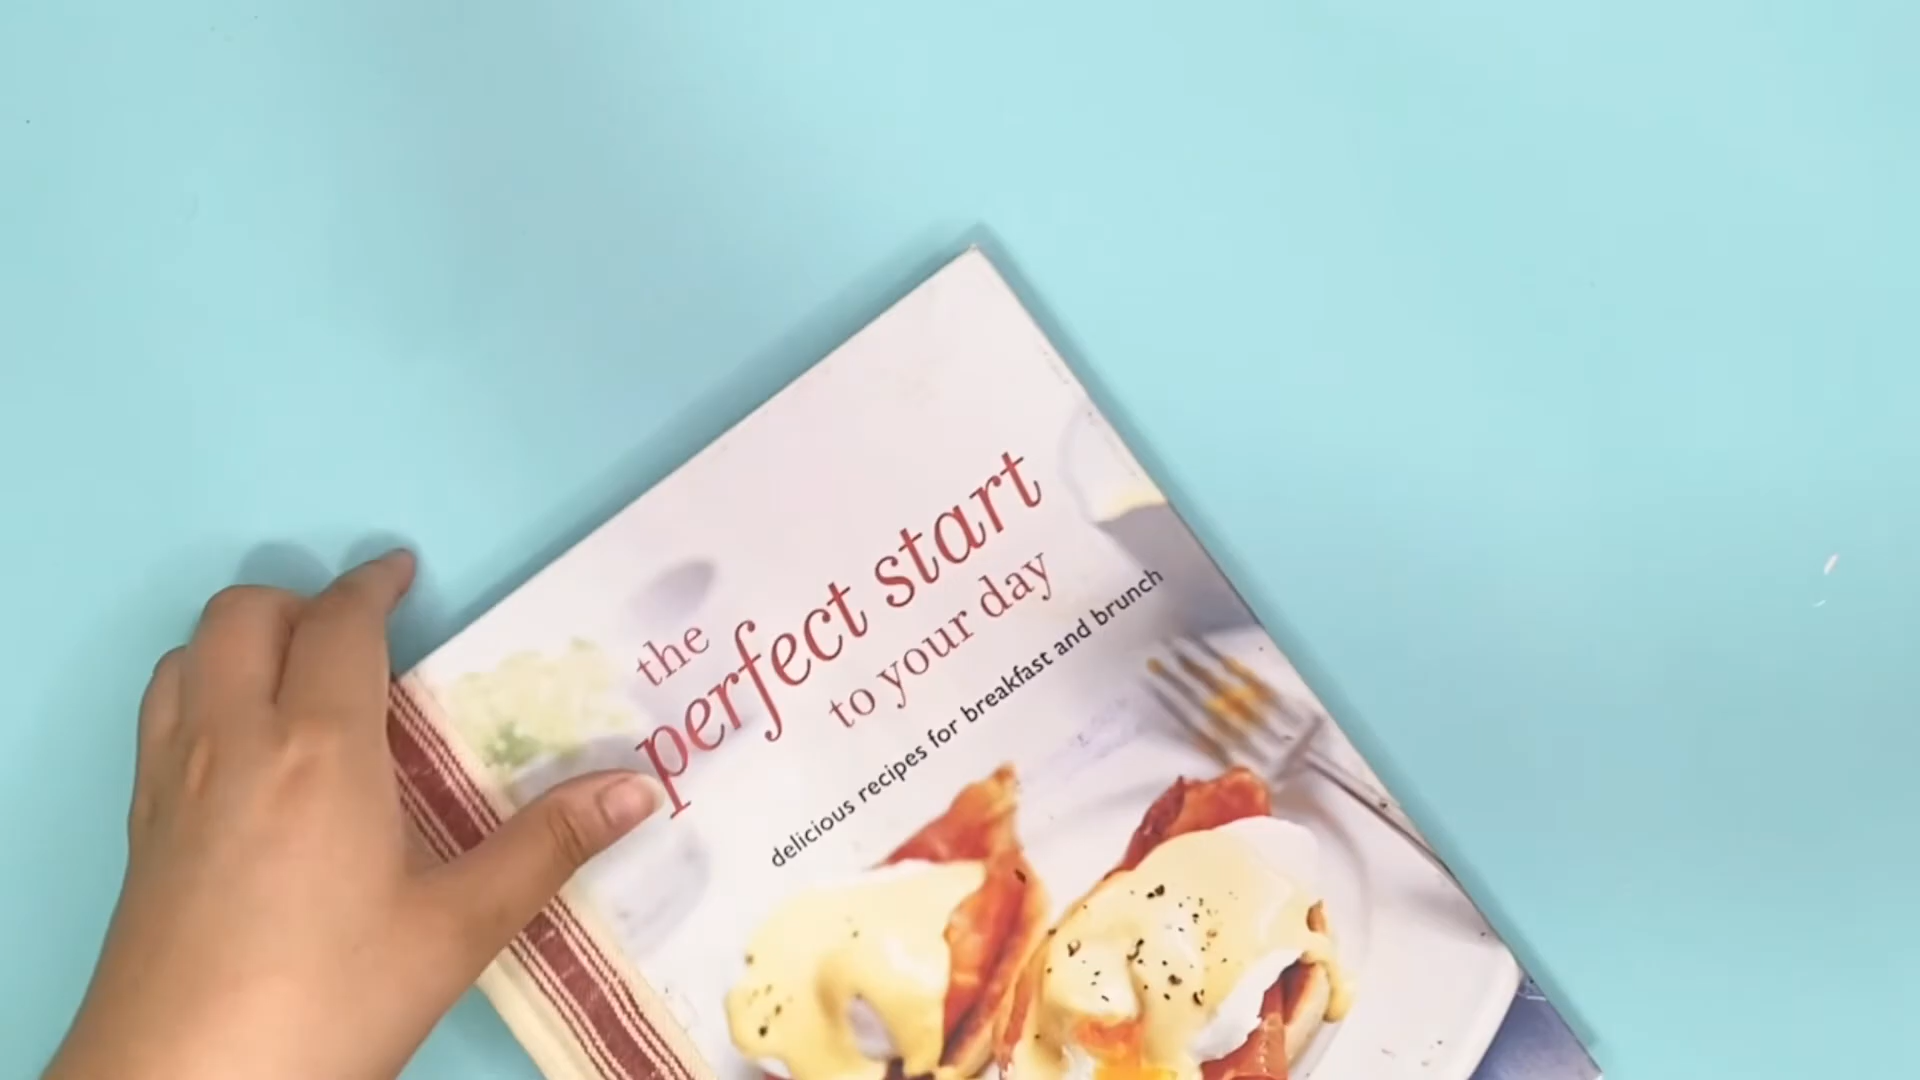 the
perfect start
to your day
delicious recipes for breakfast and brunch